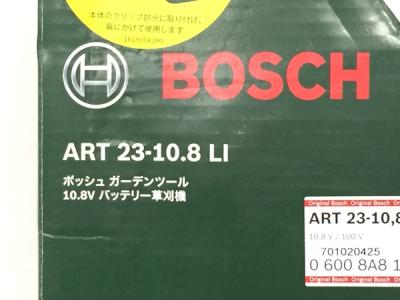 本体のクリップ部分に取り付け、
肩にかけて使用します
BOSCH
ART 23-10.8 LI
ボッシュ ガーデンツール
10.8V バッテリー草刈機
Original Bosch Original Bosch Original Bosch
ART 23-10,8
10,8 V / 100 V
701020425
0 600 8A8 1